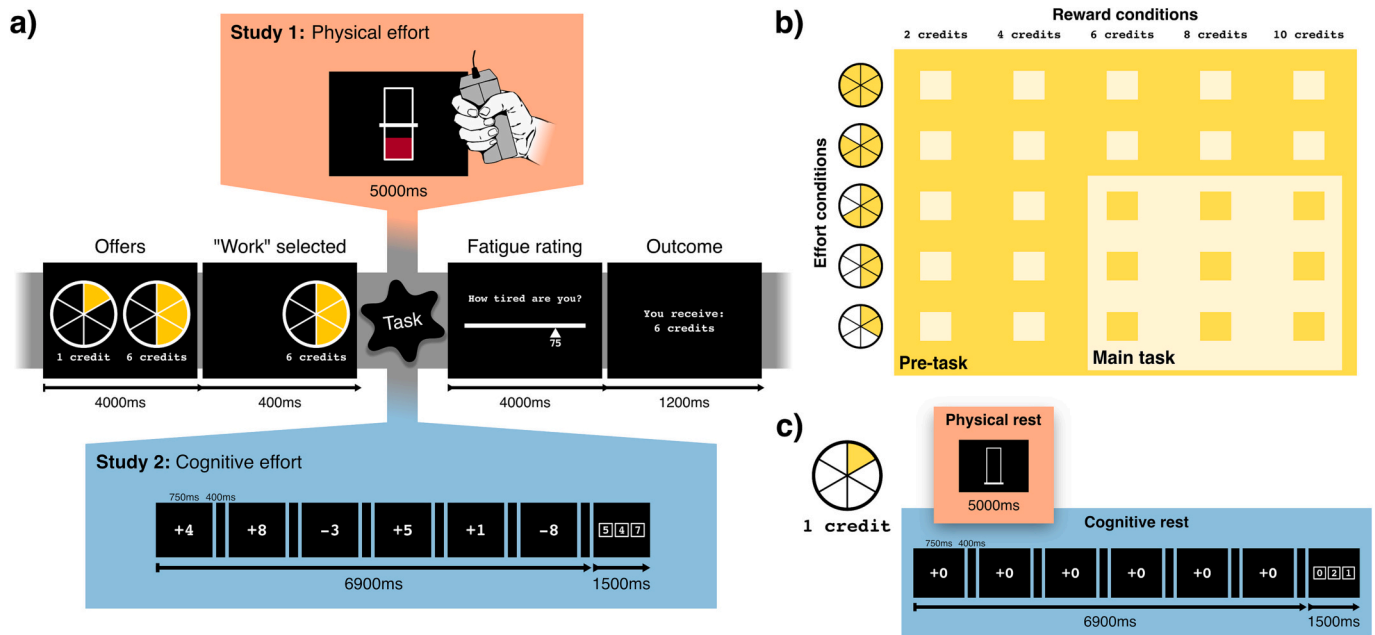 a)
Study 1: Physical effort
5000ms
Offers
"Work" selected
Fatigue rating
Outcome
1 credit
6 credits
6 credits
Task
How tired are you?
75
You receive:
6 credits
4000ms
400ms
4000ms
1200ms
Study 2: Cognitive effort
750ms 400ms
+4
+8
-3
+5
+1
-8
5 4 7
6900ms
1500ms
b)
Reward conditions
2 credits
4 credits
6 credits
8 credits
10 credits
Effort conditions
Pre-task
Main task
c)
1 credit
Physical rest
5000ms
Cognitive rest
750ms 400ms
+0
+0
+0
+0
+0
+0
0 2 1
6900ms
1500ms